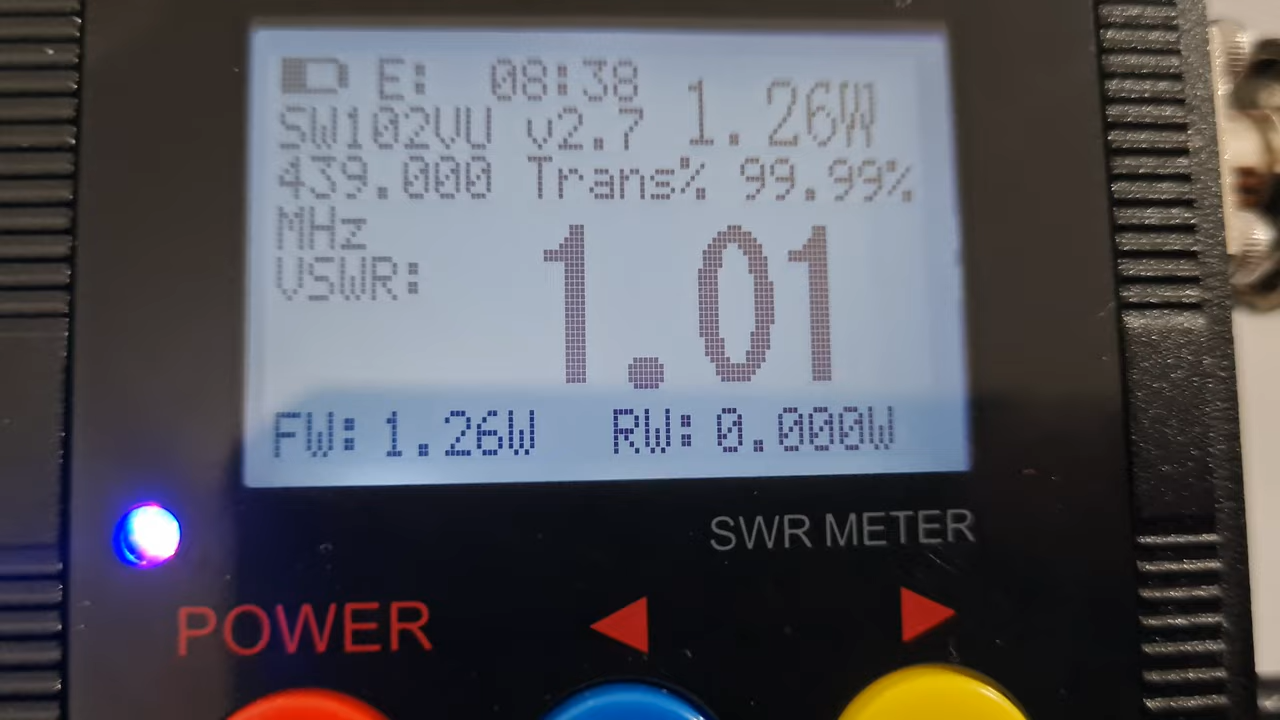 E: 08:38
1.26W
SW102VU v2.7
439.000 Trans% 99.99%
MHz
VSWR: 1.01
FW: 1.26W RW: 0.000W
SWR METER
POWER